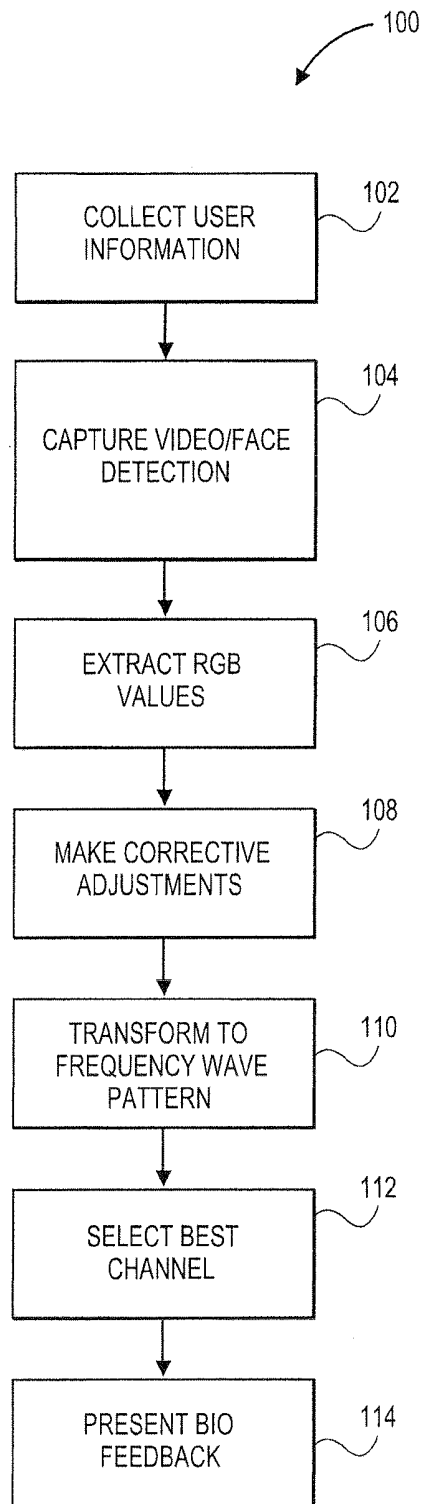 100
COLLECT USER
INFORMATION
102
CAPTURE VIDEO/FACE
DETECTION
104
EXTRACT RGB
VALUES
106
MAKE CORRECTIVE
ADJUSTMENTS
108
TRANSFORM TO
FREQUENCY WAVE
PATTERN
110
SELECT BEST
CHANNEL
112
PRESENT BIO
FEEDBACK
114